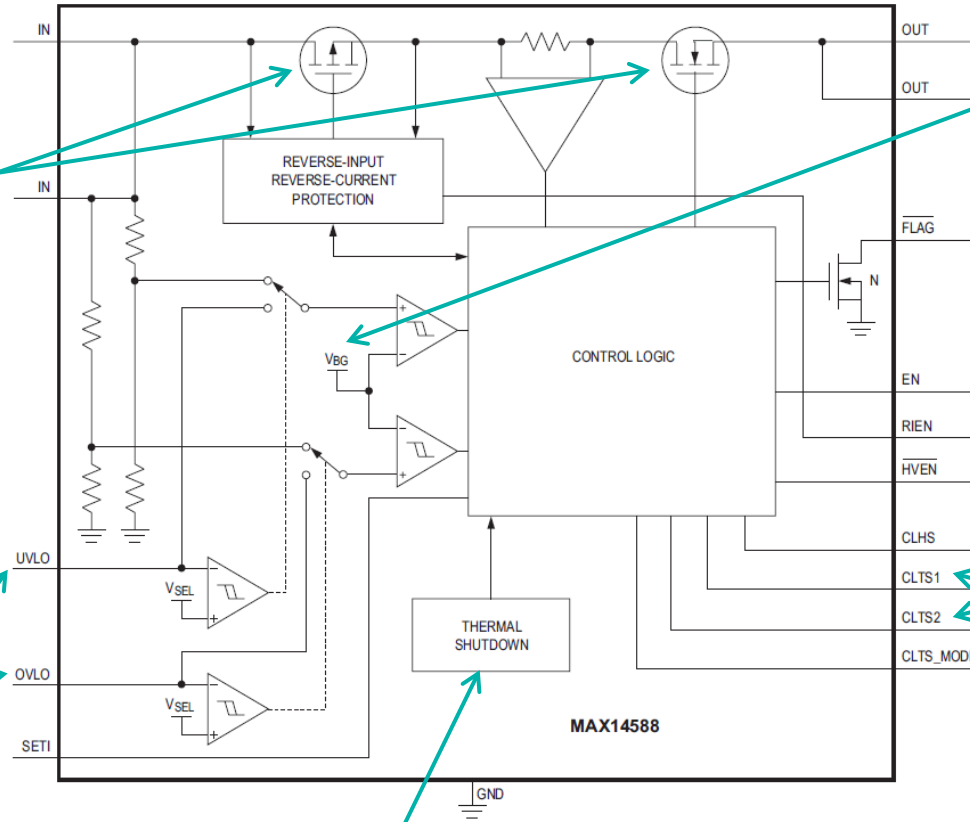 IN
OUT
OUT
REVERSE-INPUT
REVERSE-CURRENT
PROTECTION
IN
FLAG
N
+
−
VBG
CONTROL LOGIC
EN
RIEN
−
+
HVEN
CLHS
UVLO
−
VSEL
+
CLTS1
CLTS2
THERMAL
SHUTDOWN
CLTS_MOD
OVLO
−
VSEL
+
MAX14588
SETI
GND